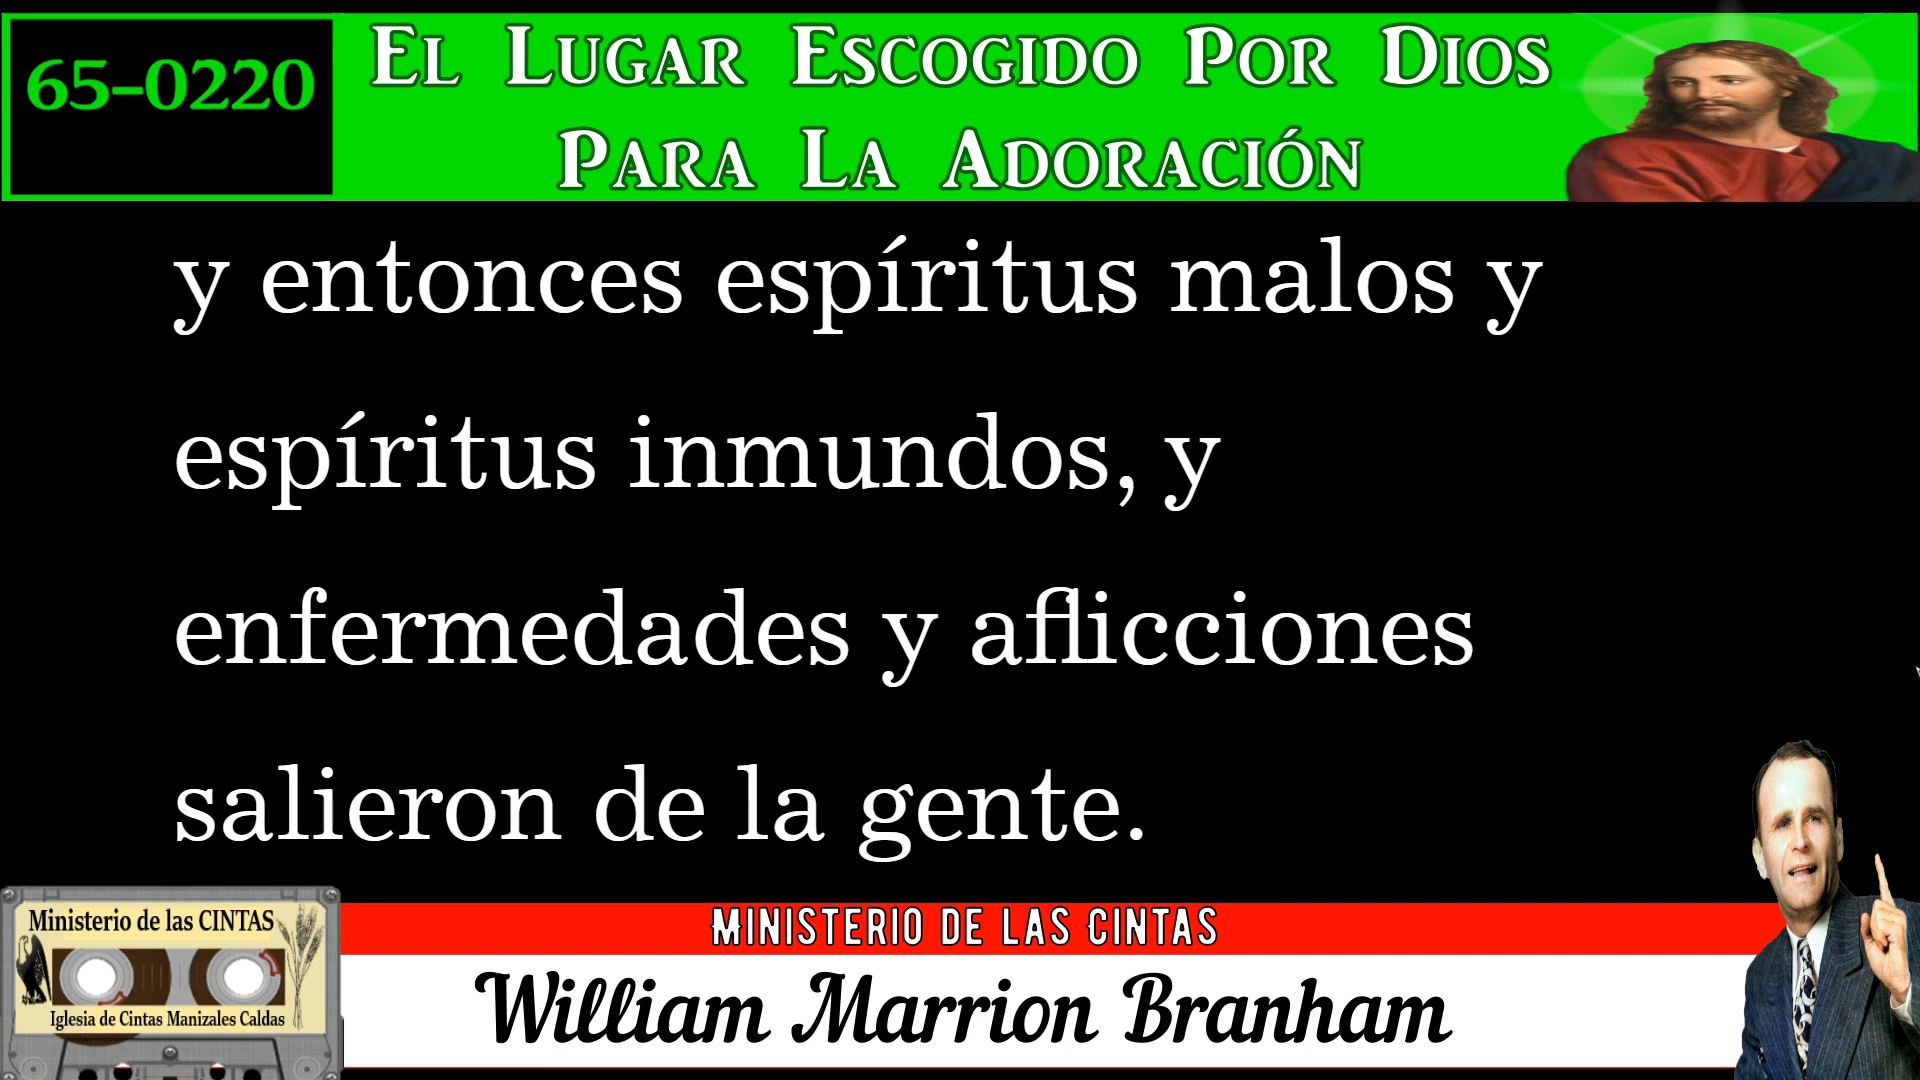 65-0220
El Lugar Escogido Por Dios
Para La Adoración
y entonces espíritus malos y
espíritus inmundos, y
enfermedades y aflicciones
salieron de la gente.
Ministerio de las CINTAS
Iglesia de Cintas Manizales Caldas
MINISTERIO DE LAS CINTAS
William Marrion Branham